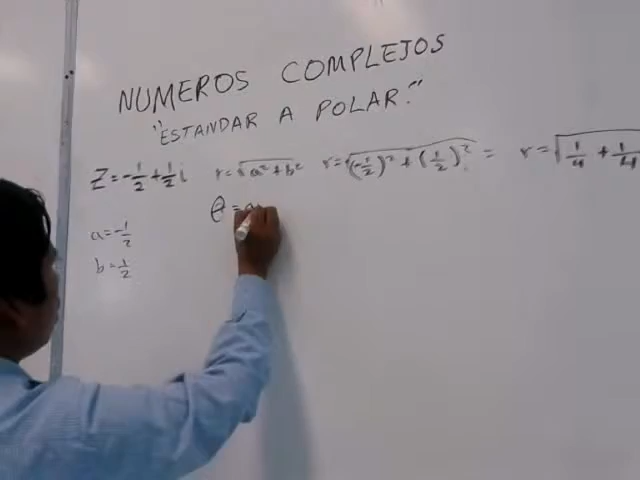 NUMEROS COMPLEJOS
"ESTANDAR A POLAR."
Z = -1/2 + 1/2 i r = √a² + b² r = √(-1/2)² + (1/2)² = r = √1/4 + 1/4
a = -1/2 θ = a
b = 1/2